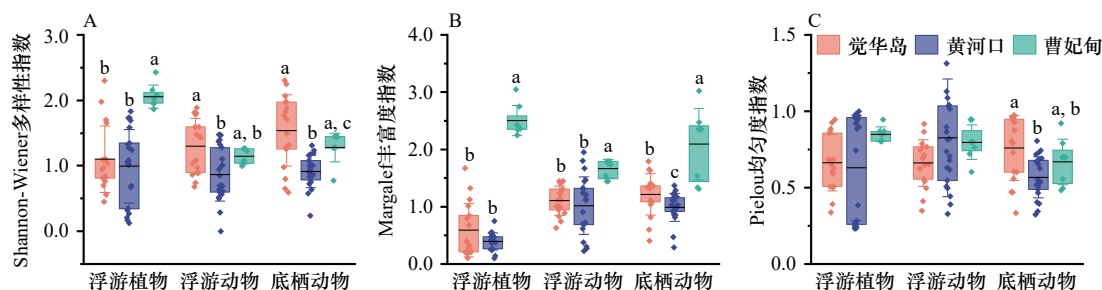 A
Shannon-Wiener多样性指数
3.0
2.0
1.0
0.0
b
b
a
a
b
a, b
a
b
a, c
浮游植物
浮游动物
底栖动物
B
Margalef丰富度指数
4.0
3.0
2.0
1.0
0.0
b
b
a
b
b
a
b
c
a
浮游植物
浮游动物
底栖动物
C
Pielou均匀度指数
1.5
1.0
0.5
0.0
觉华岛
黄河口
曹妃甸
a
b
a, b
浮游植物
浮游动物
底栖动物